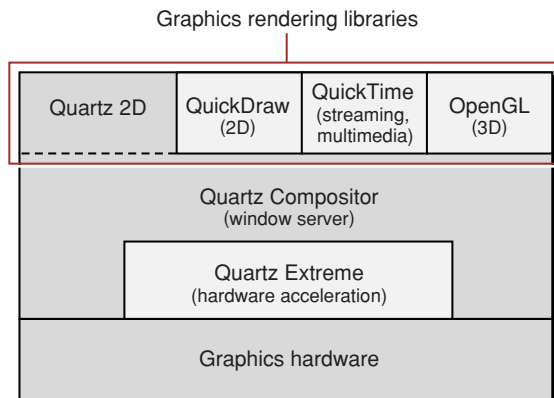 Graphics rendering libraries
Quartz 2D
QuickDraw
(2D)
QuickTime
(streaming,
multimedia)
OpenGL
(3D)
Quartz Compositor
(window server)
Quartz Extreme
(hardware acceleration)
Graphics hardware